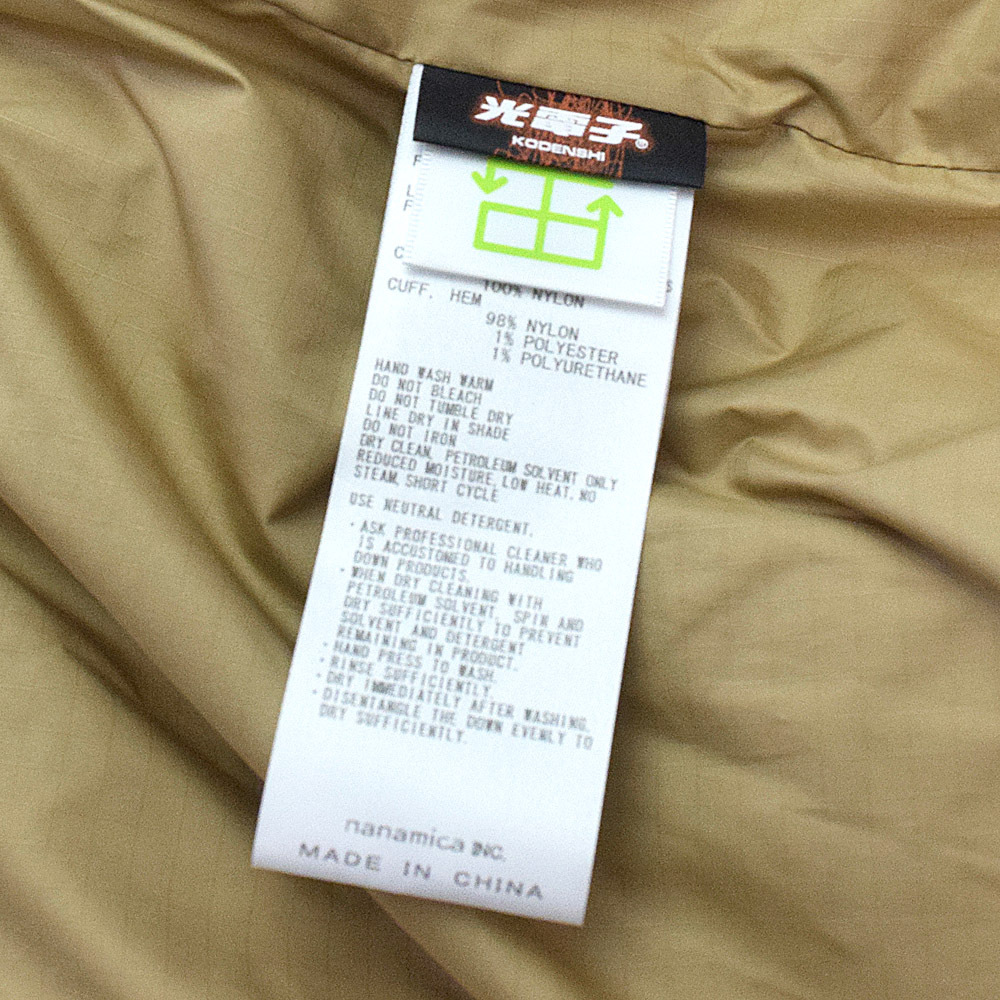 光電子®
KODENSHI
F
L
F
C
S
100% NYLON
CUFF. HEM
98% NYLON
1% POLYESTER
1% POLYURETHANE
HAND WASH WARM
DO NOT BLEACH
DO NOT TUMBLE DRY
LINE DRY IN SHADE
DO NOT IRON
DRY CLEAN, PETROLEUM SOLVENT ONLY
REDUCED MOISTURE, LOW HEAT, NO
STEAM, SHORT CYCLE
USE NEUTRAL DETERGENT.
・ASK PROFESSIONAL CLEANER WHO
IS ACCUSTOMED TO HANDLING
DOWN PRODUCTS.
・WHEN DRY CLEANING WITH
PETROLEUM SOLVENT, SPIN AND
DRY SUFFICIENTLY TO PREVENT
SOLVENT AND DETERGENT
REMAINING IN PRODUCT.
・HAND PRESS TO WASH.
・RINSE SUFFICIENTLY.
・DRY IMMEDIATELY AFTER WASHING.
・DISENTANGLE THE DOWN EVENLY TO
DRY SUFFICIENTLY.
nanamica INC.
MADE IN CHINA